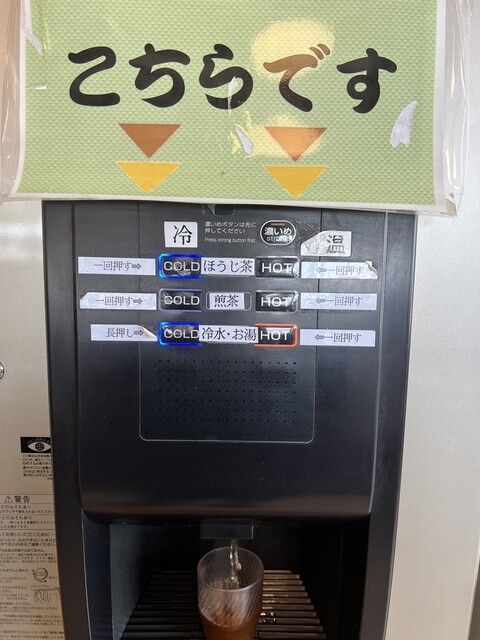 こちらです
冷
濃いめボタンは先に
押してください
Press strong button first
濃いめ
strong
温
一回押す⇨ COLD ほうじ茶 HOT ⇦一回押す
一回押す⇨ COLD 煎茶 HOT ⇦一回押す
長押し COLD 冷水・お湯 HOT ⇦一回押す
⚠警告